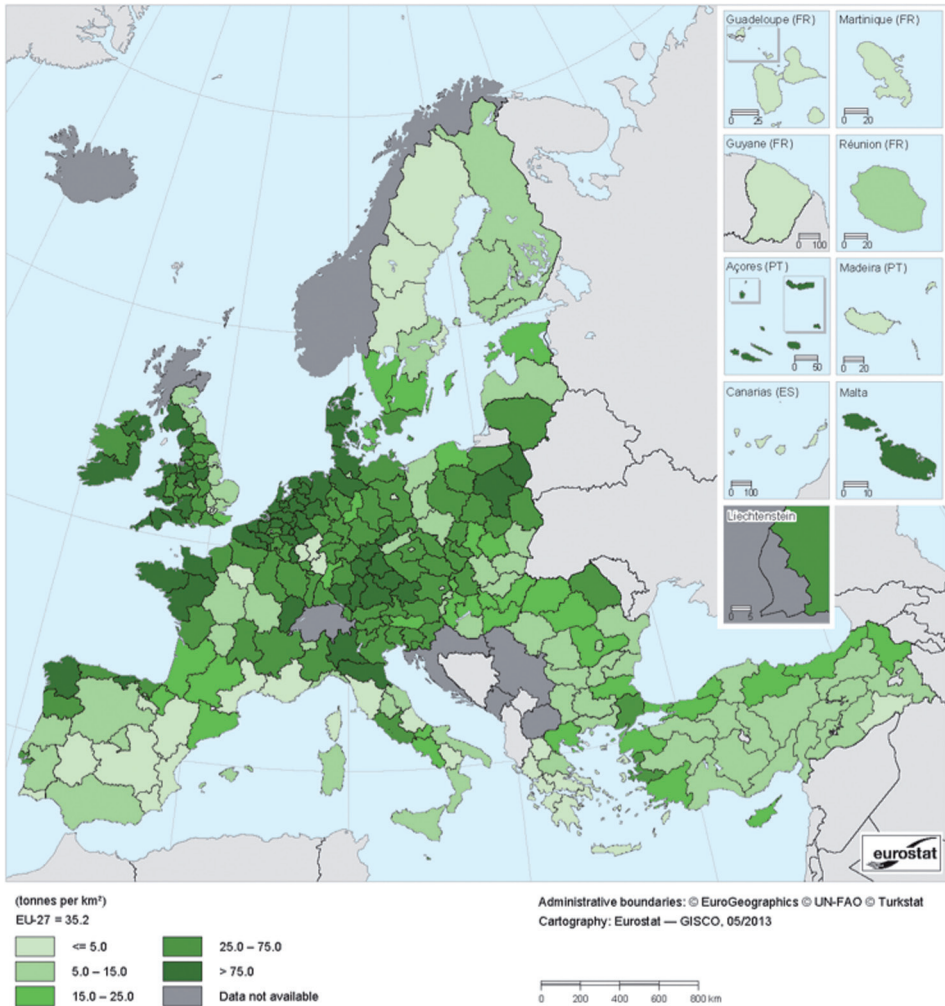 Guadeloupe (FR)
0 25
Martinique (FR)
0 20
Guyane (FR)
0 100
Réunion (FR)
0 20
Açores (PT)
0 50
Madeira (PT)
0 20
Canarias (ES)
0 100
Malta
0 10
Liechtenstein
0 5
eurostat
(tonnes per km²)
EU-27 = 35.2
<= 5.0
5.0 – 15.0
15.0 – 25.0
25.0 – 75.0
> 75.0
Data not available
Administrative boundaries: © EuroGeographics © UN-FAO © Turkstat
Cartography: Eurostat — GISCO, 05/2013
0 200 400 600 800 km